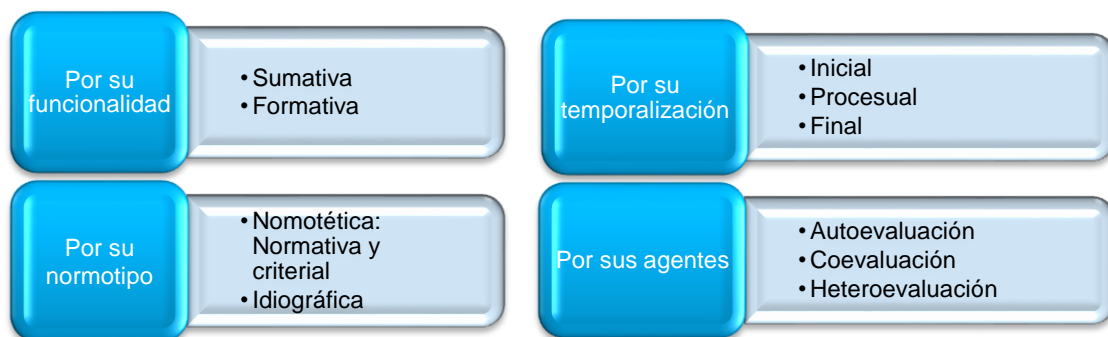 Por su
funcionalidad
• Sumativa
• Formativa
Por su
temporalización
• Inicial
• Procesual
• Final
Por su
normotipo
• Nomotética:
Normativa y
criterial
• Idiográfica
Por sus agentes
• Autoevaluación
• Coevaluación
• Heteroevaluación